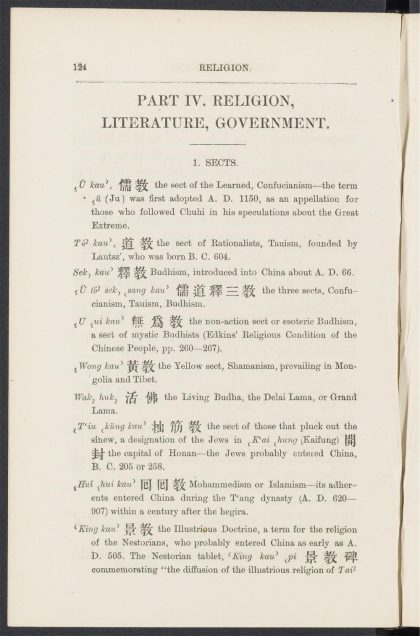 124
RELIGION.
PART IV. RELIGION,
LITERATURE, GOVERNMENT.
1. SECTS.
꜁Ü kau꜄, 儒 教 the sect of the Learned, Confucianism—the term
꜁ü (Ju) was first adopted A. D. 1150, as an appellation for
those who followed Chuhi in his speculations about the Great
Extreme.
Tô² kau꜄, 道 教 the sect of Rationalists, Tauism, founded by
Lautsz', who was born B. C. 604.
Sek, kau꜄ 釋 教 Budhism, introduced into China about A. D. 66.
꜁Ü tô² sek, ꜀sang kau꜄ 儒 道 釋 三 教 the three sects, Confu-
cianism, Tauism, Budhism.
꜁U ꜁ui kau꜄ 無 爲 教 the non-action sect or esoteric Budhism,
a sect of mystic Budhists (Edkins' Religious Condition of the
Chinese People, pp. 260—267).
꜁Wong kau꜄ 黃 教 the Yellow sect, Shamanism, prevailing in Mon-
golia and Tibet.
Wak, huk, 活 佛 the Living Budha, the Delai Lama, or Grand
Lama.
꜀T'iu ꜀küng kau꜄ 筋 教 the sect of those that pluck out the
sinew, a designation of the Jews in ꜀K'ai ꜀hung (Kaifung) 開
封 the capital of Honan—the Jews probably entered China,
B. C. 205 or 258.
꜁Hui ꜁hui kau꜄ 回 回 教 Mohammedism or Islamism—its adher-
ents entered China during the T'ang dynasty (A. D. 620—
907) within a century after the hegira.
꜂King kau꜄ 景 教 the Illustrious Doctrine, a term for the religion
of the Nestorians, who probably entered China as early as A.
D. 505. The Nestorian tablet, ꜂King kau꜄ ꜀pi 景 教 碑
commemorating "the diffusion of the illustrious religion of Tai²